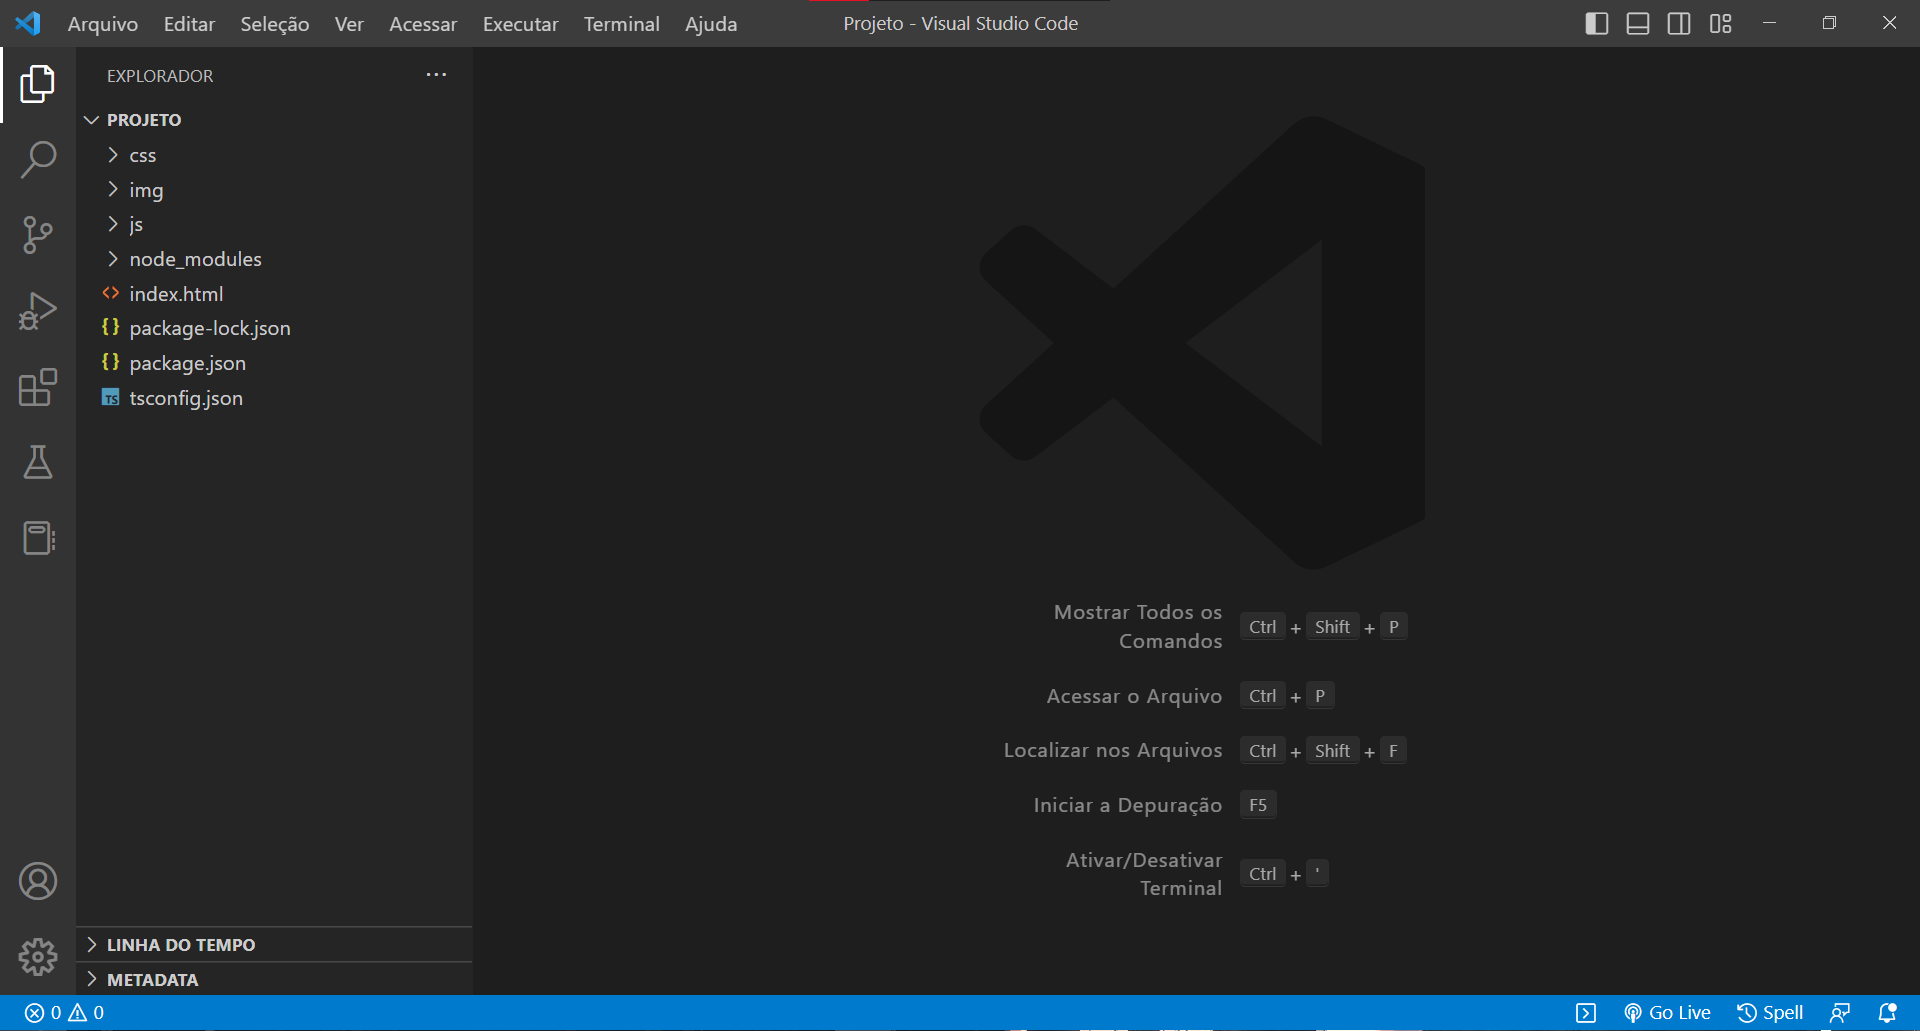 Arquivo Editar Seleção Ver Acessar Executar Terminal Ajuda Projeto - Visual Studio Code
EXPLORADOR
PROJETO
css
img
js
node_modules
index.html
package-lock.json
package.json
TS tsconfig.json
Mostrar Todos os
Comandos Ctrl + Shift + P
Acessar o Arquivo Ctrl + P
Localizar nos Arquivos Ctrl + Shift + F
Iniciar a Depuração F5
Ativar/Desativar
Terminal Ctrl + '
LINHA DO TEMPO
METADATA
0 0 Go Live Spell